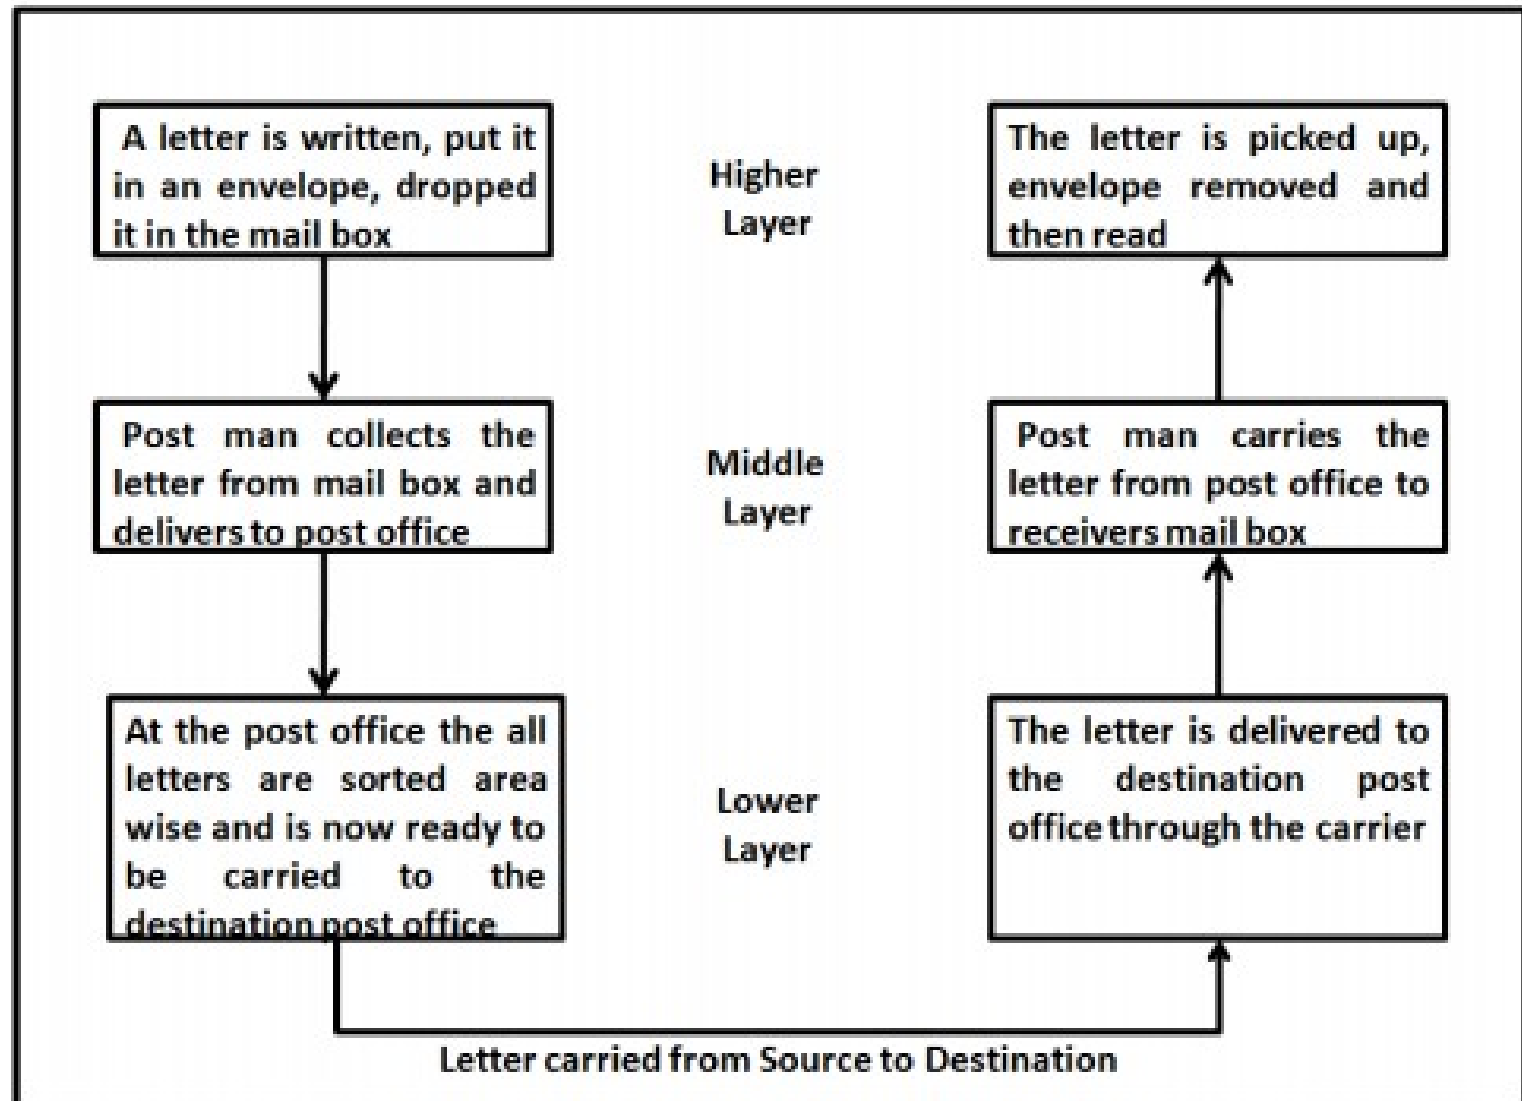 A letter is written, put it
in an envelope, dropped
it in the mail box
Higher
Layer
The letter is picked up,
envelope removed and
then read
Post man collects the
letter from mail box and
delivers to post office
Middle
Layer
Post man carries the
letter from post office to
receivers mail box
At the post office the all
letters are sorted area
wise and is now ready to
be carried to the
destination post office
Lower
Layer
The letter is delivered to
the destination post
office through the carrier
Letter carried from Source to Destination